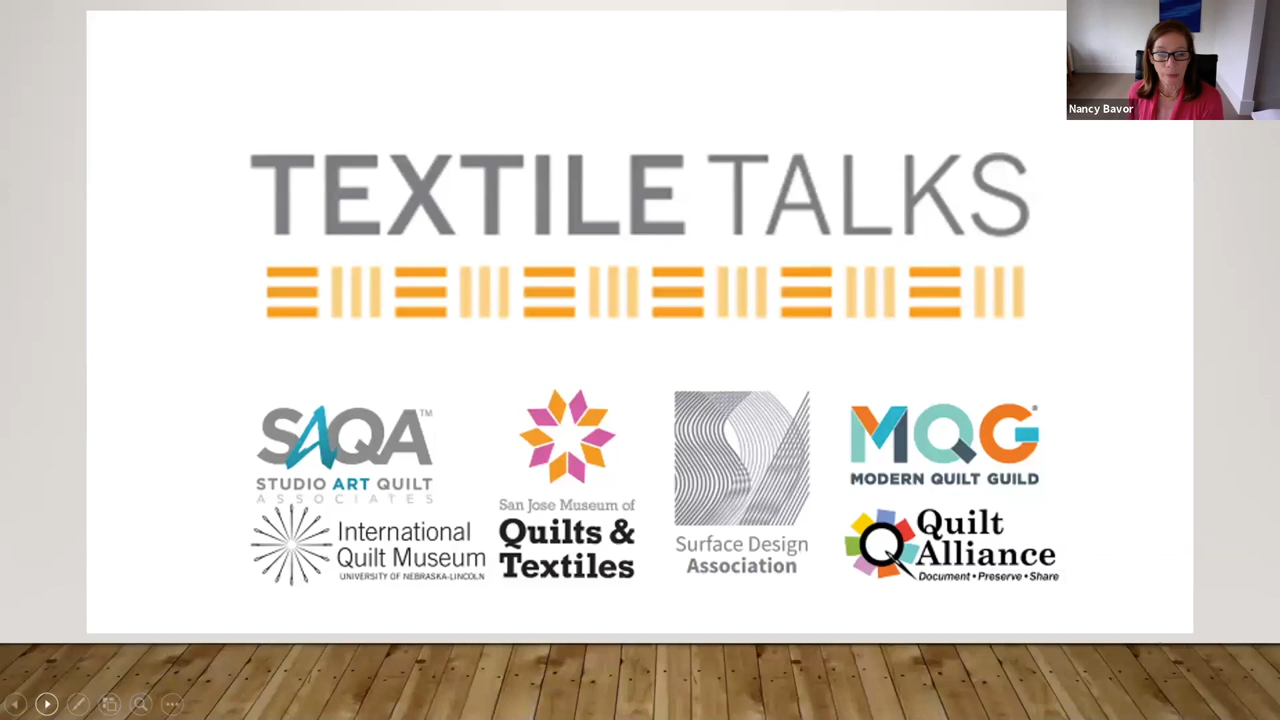 Nancy Bavor
TEXTILE TALKS
SAQA™
STUDIO ART QUILT
ASSOCIATES
International
Quilt Museum
UNIVERSITY OF NEBRASKA-LINCOLN
San Jose Museum of
Quilts &
Textiles
Surface Design
Association
MQG®
MODERN QUILT GUILD
Quilt
Alliance
Document • Preserve • Share